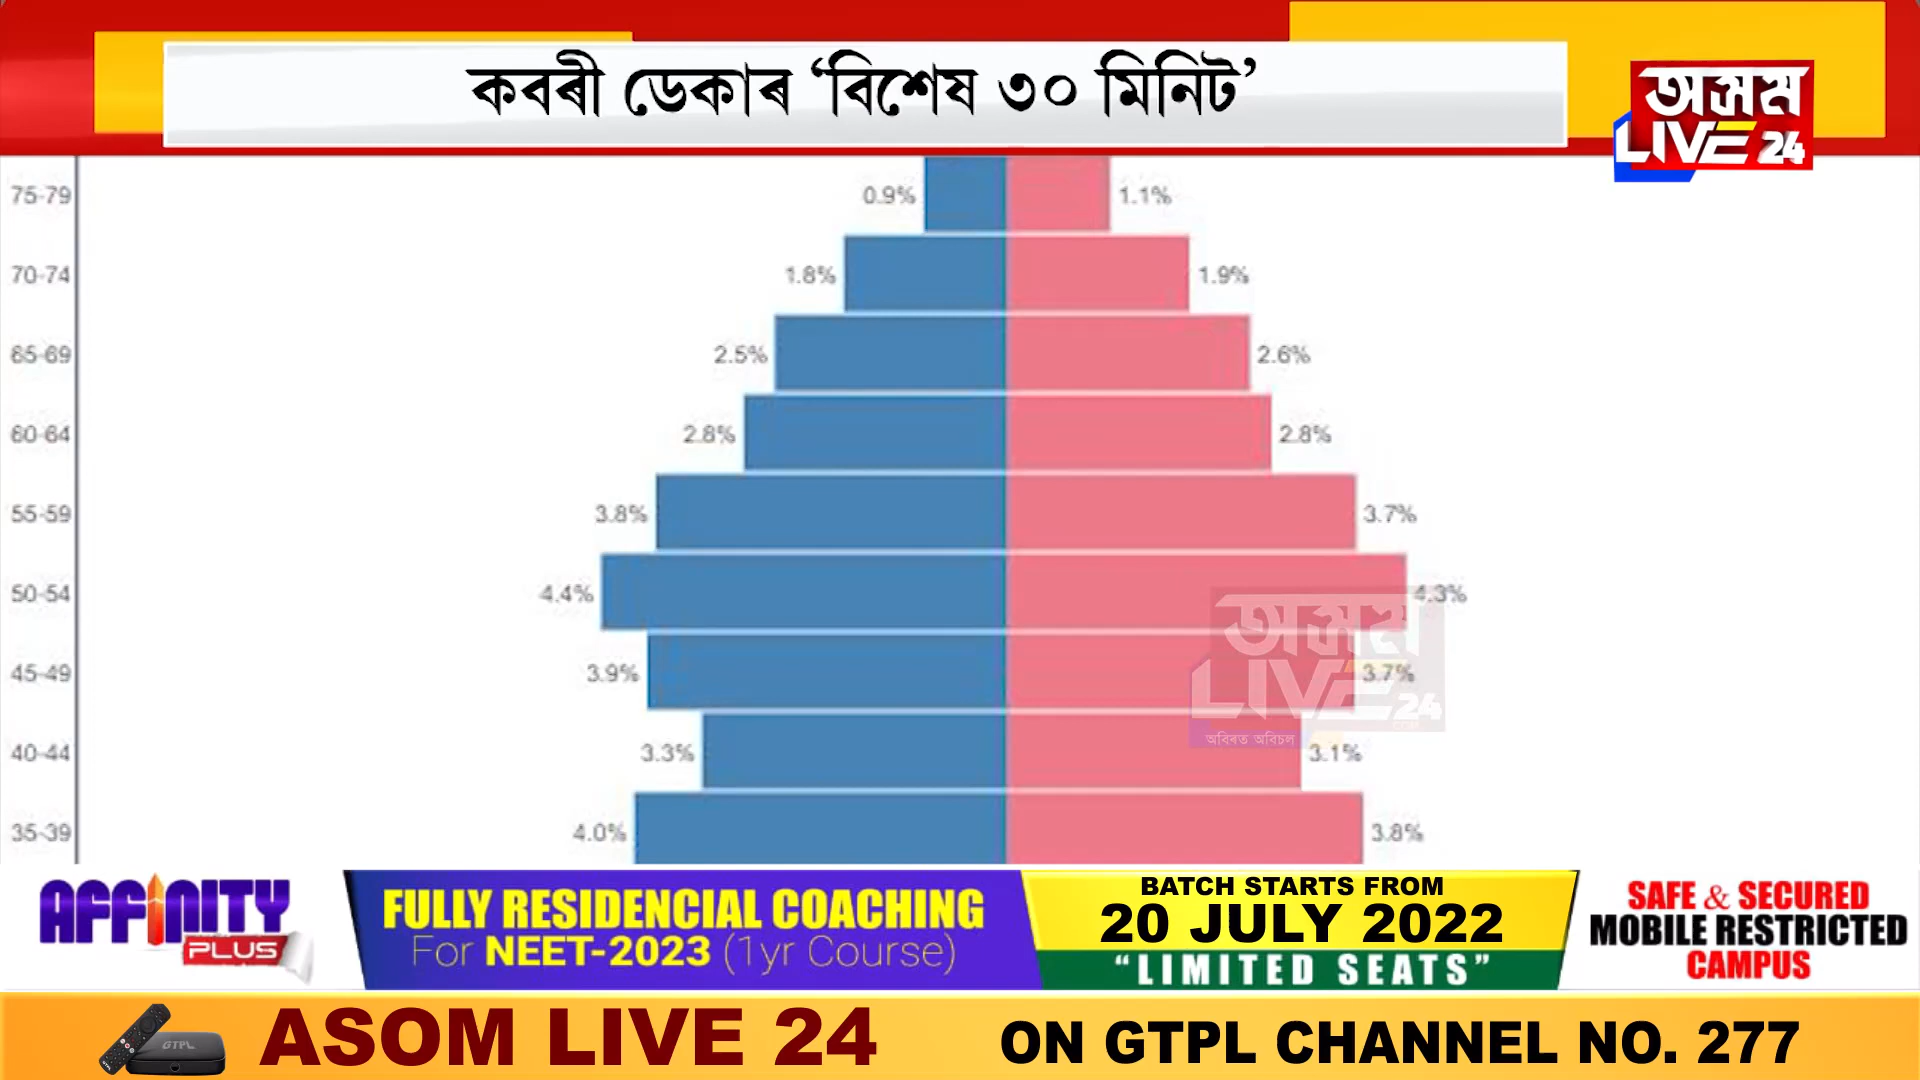 কবৰী ডেকাৰ ‘বিশেষ ৩০ মিনিট’
অসম
LIVE 24
75-79 0.9% 1.1%
70-74 1.8% 1.9%
65-69 2.5% 2.6%
60-64 2.8% 2.8%
55-59 3.8% 3.7%
50-54 4.4% 4.3%
45-49 3.9% 3.7%
40-44 3.3% 3.1%
35-39 4.0% 3.8%
অসম
LIVE 24
অবিৰত অবিচল
AFFINITY
PLUS
FULLY RESIDENCIAL COACHING
For NEET-2023 (1yr Course)
BATCH STARTS FROM
20 JULY 2022
“LIMITED SEATS”
SAFE & SECURED
MOBILE RESTRICTED
CAMPUS
GTPL
ASOM LIVE 24 ON GTPL CHANNEL NO. 277